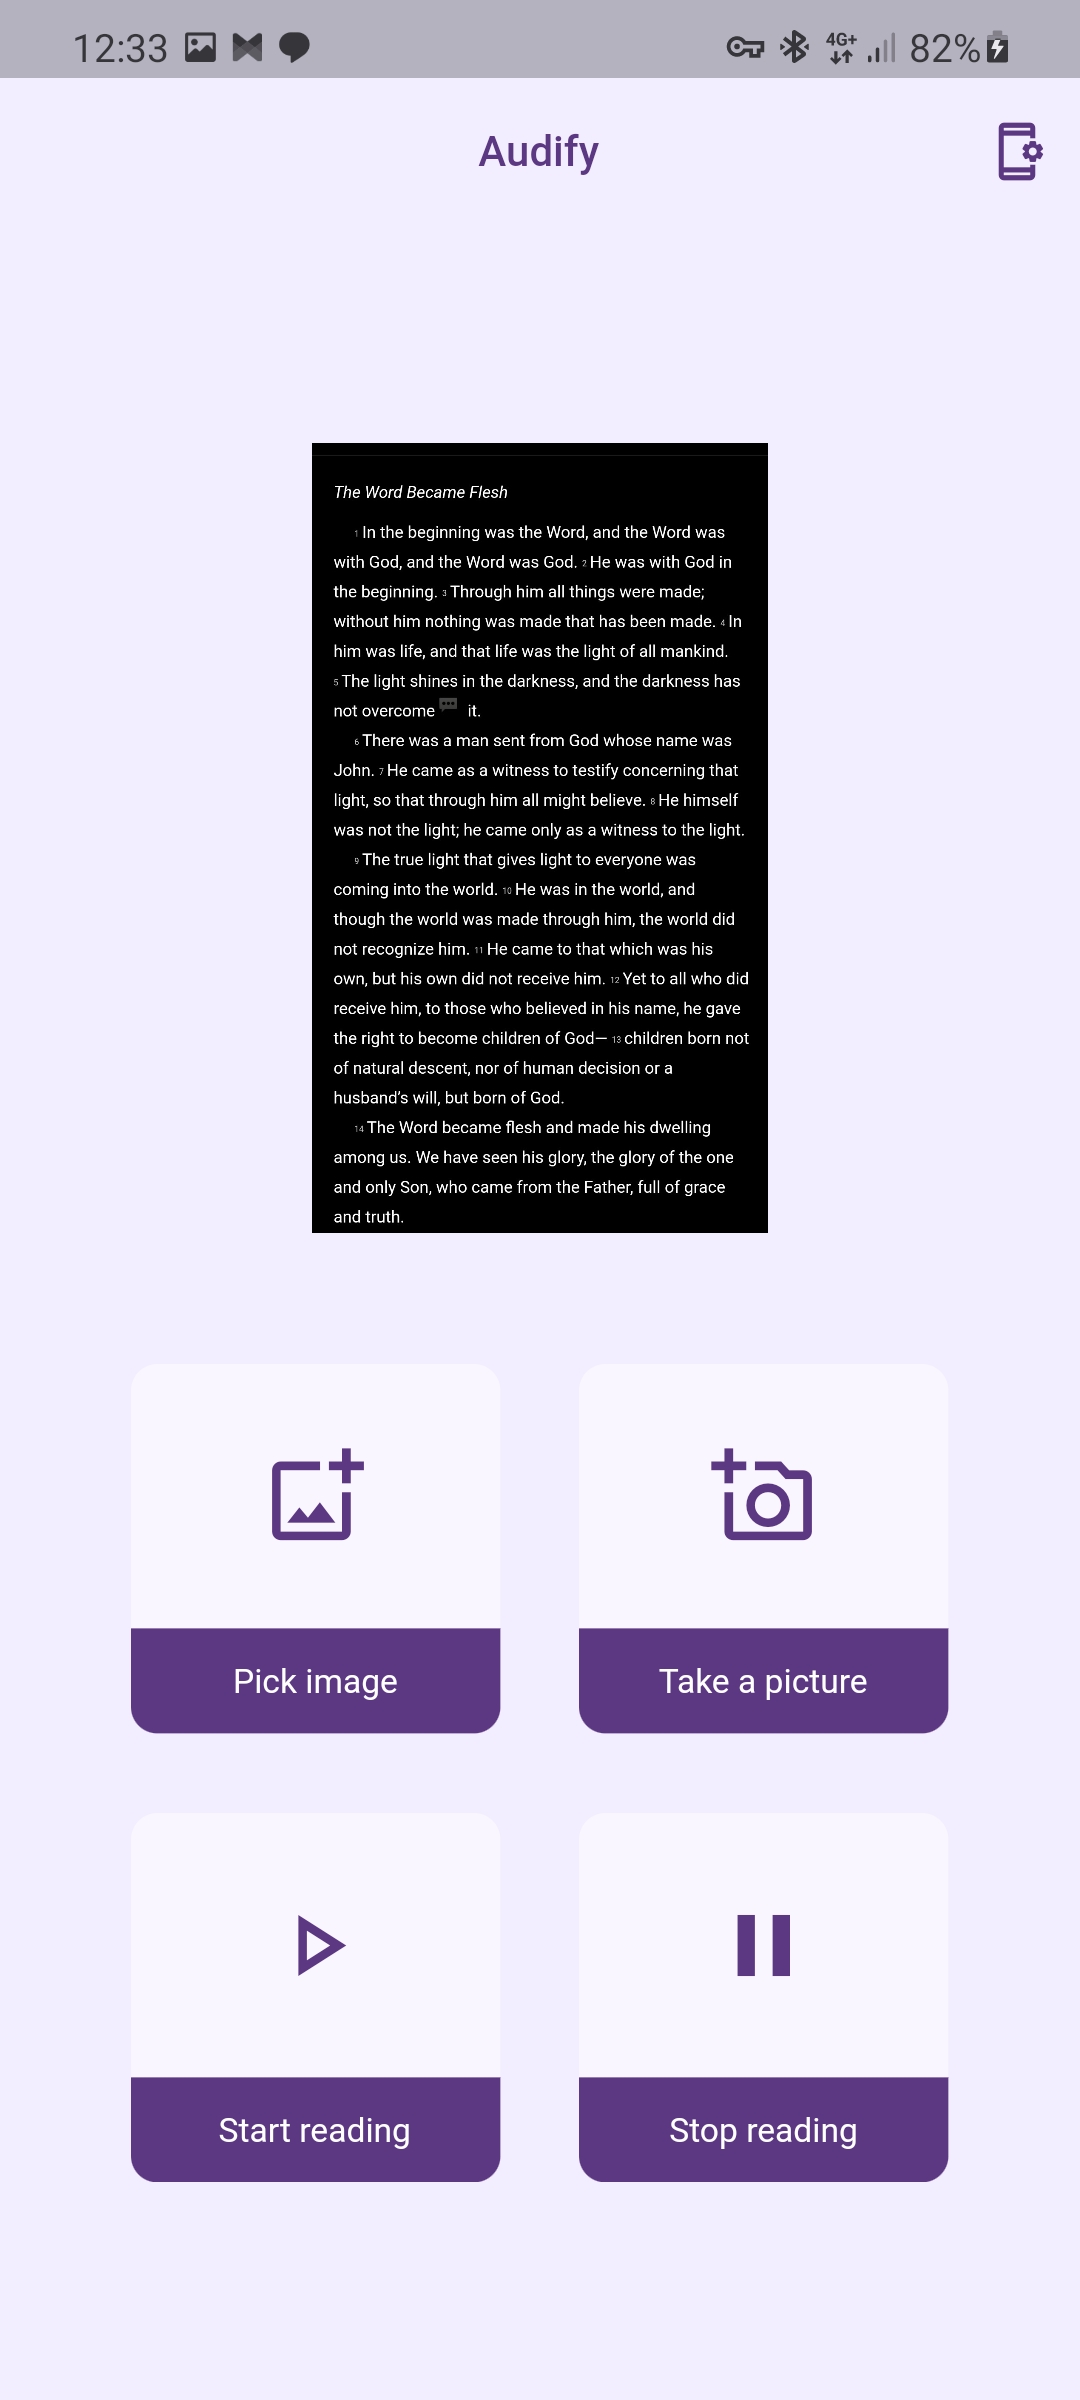 12:33
4G+
82%
Audify
The Word Became Flesh
1 In the beginning was the Word, and the Word was
with God, and the Word was God. 2 He was with God in
the beginning. 3 Through him all things were made;
without him nothing was made that has been made. 4 In
him was life, and that life was the light of all mankind.
5 The light shines in the darkness, and the darkness has
not overcome it.
6 There was a man sent from God whose name was
John. 7 He came as a witness to testify concerning that
light, so that through him all might believe. 8 He himself
was not the light; he came only as a witness to the light.
9 The true light that gives light to everyone was
coming into the world. 10 He was in the world, and
though the world was made through him, the world did
not recognize him. 11 He came to that which was his
own, but his own did not receive him. 12 Yet to all who did
receive him, to those who believed in his name, he gave
the right to become children of God— 13 children born not
of natural descent, nor of human decision or a
husband’s will, but born of God.
14 The Word became flesh and made his dwelling
among us. We have seen his glory, the glory of the one
and only Son, who came from the Father, full of grace
and truth.
Pick image
Take a picture
Start reading
Stop reading